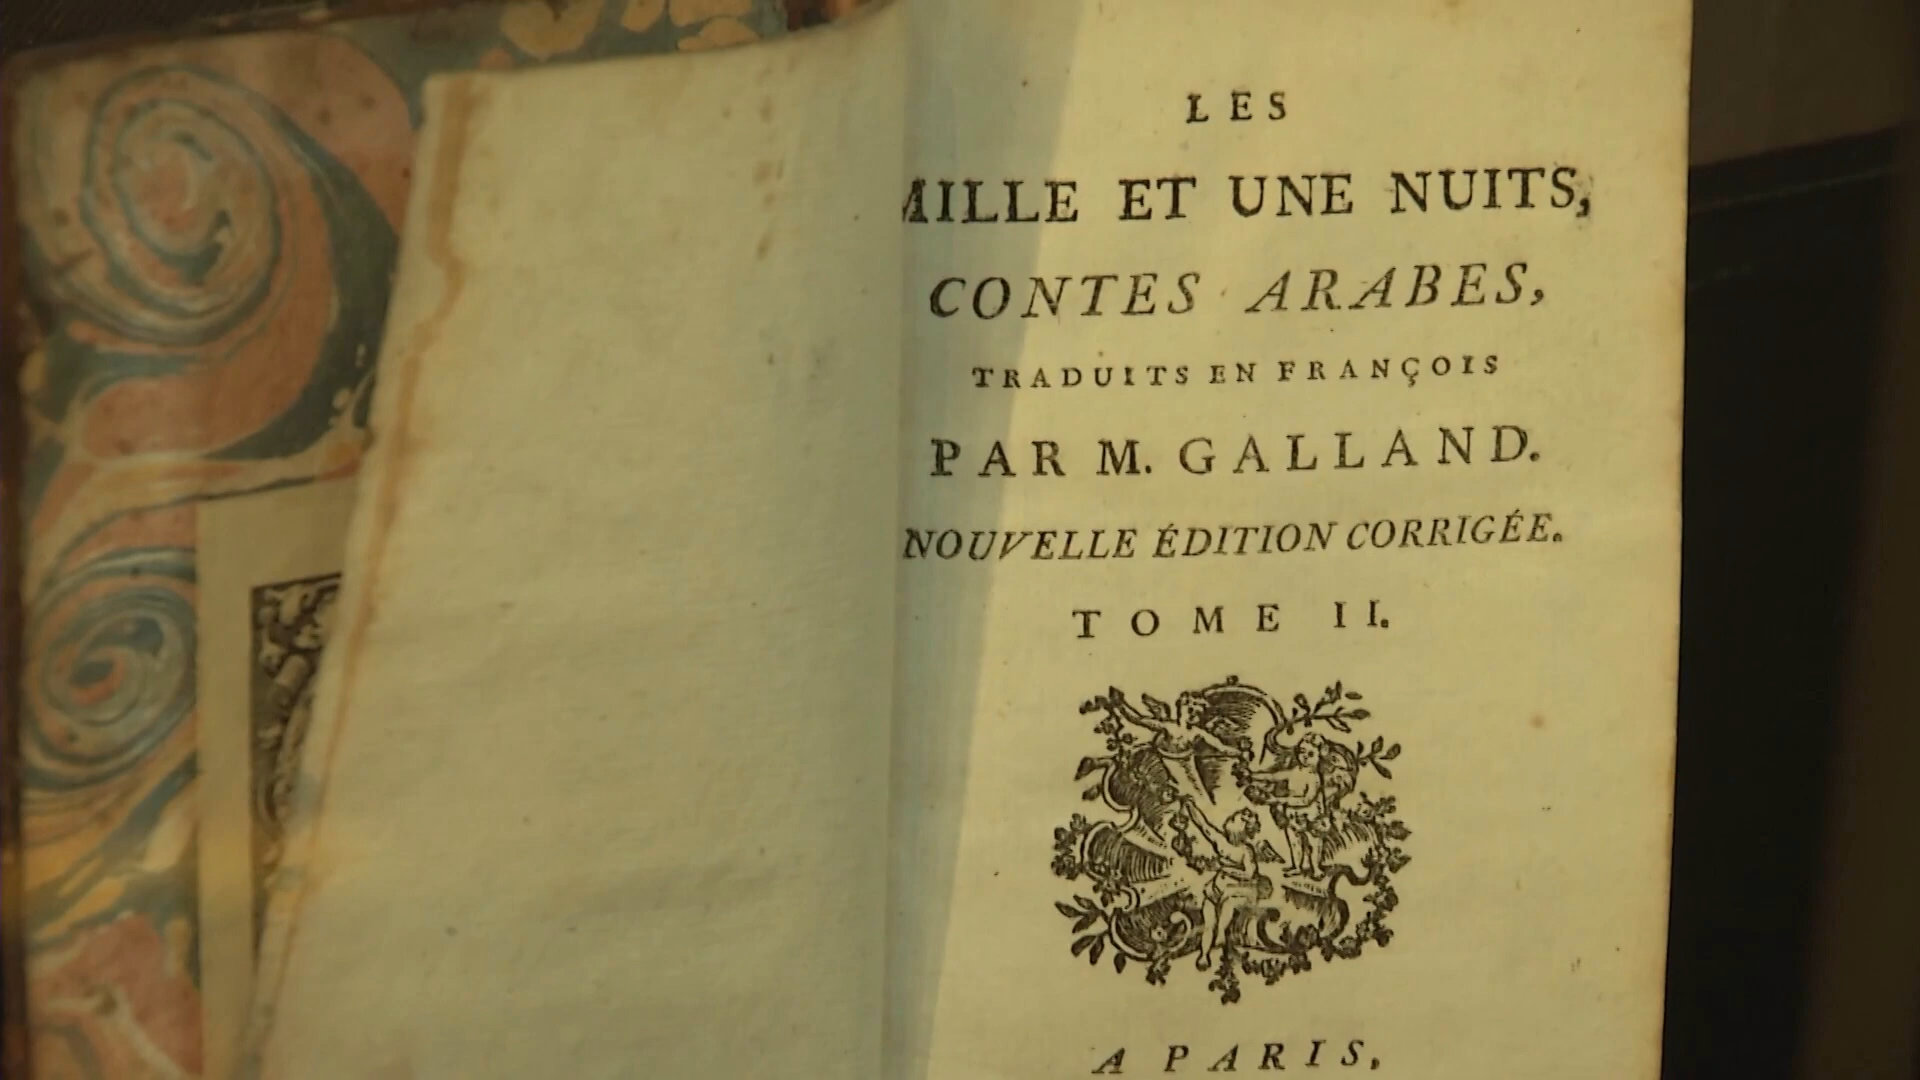 LES
MILLE ET UNE NUITS,
CONTES ARABES,
TRADUITS EN FRANÇOIS
PAR M. GALLAND.
NOUVELLE ÉDITION CORRIGÉE.
TOME II.
A PARIS,